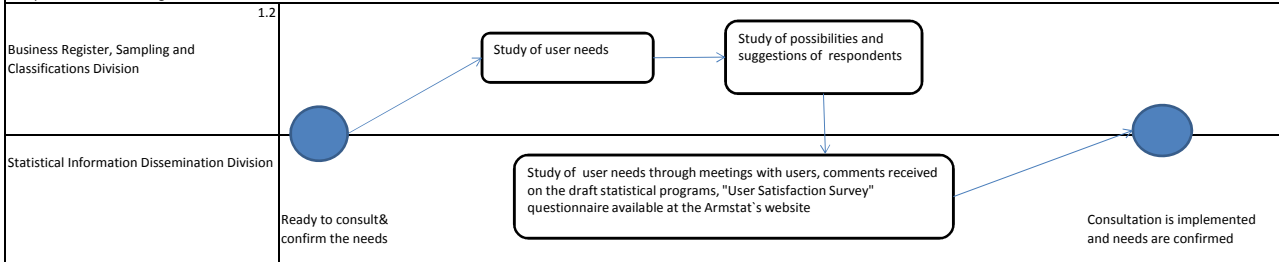 1.2
Business Register, Sampling and
Classifications Division
Study of user needs
Study of possibilities and
suggestions of respondents
Statistical Information Dissemination Division
Study of user needs through meetings with users, comments received
on the draft statistical programs, "User Satisfaction Survey"
questionnaire available at the Armstat`s website
Ready to consult&
confirm the needs
Consultation is implemented
and needs are confirmed